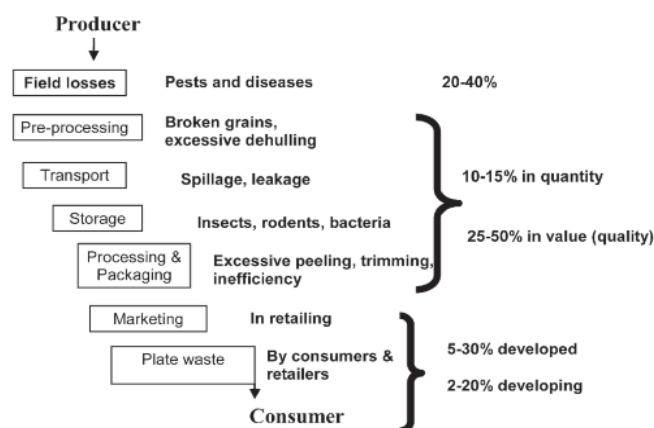 Producer
Field losses
Pests and diseases
20-40%
Pre-processing
Broken grains,
excessive dehulling
Transport
Spillage, leakage
10-15% in quantity
Storage
Insects, rodents, bacteria
25-50% in value (quality)
Processing &
Packaging
Excessive peeling, trimming,
inefficiency
Marketing
In retailing
5-30% developed
Plate waste
By consumers &
retailers
2-20% developing
Consumer